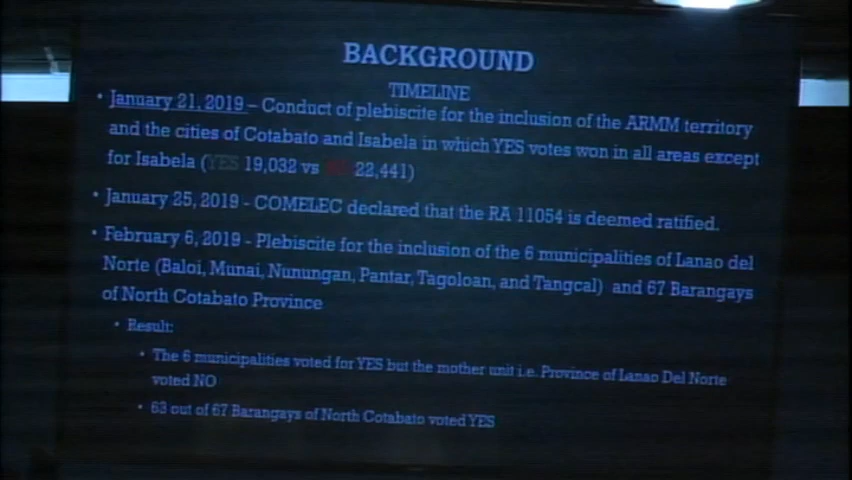 BACKGROUND
TIMELINE
• January 21, 2019 – Conduct of plebiscite for the inclusion of the ARMM territory
and the cities of Cotabato and Isabela in which YES votes won in all areas except
for Isabela (YES 19,032 vs 22,441)
• January 25, 2019 - COMELEC declared that the RA 11054 is deemed ratified.
• February 6, 2019 - Plebiscite for the inclusion of the 6 municipalities of Lanao del
Norte (Baloi, Munai, Nunungan, Pantar, Tagoloan, and Tangcal) and 67 Barangays
of North Cotabato Province
• Result:
• The 6 municipalities voted for YES but the mother unit i.e. Province of Lanao Del Norte
voted NO
• 63 out of 67 Barangays of North Cotabato voted YES